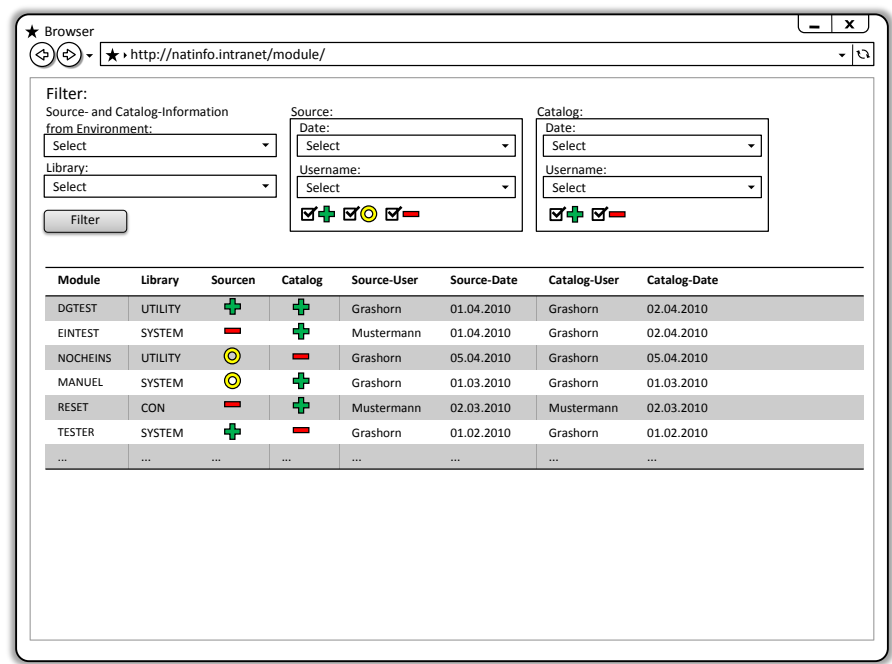 Browser
http://natinfo.intranet/module/
Filter:
Source- and Catalog-Information
from Environment:
Select
Library:
Select
Filter
Source:
Date:
Select
Username:
Select
Catalog:
Date:
Select
Username:
Select
Module Library Sourcen Catalog Source-User Source-Date Catalog-User Catalog-Date
DGTEST UTILITY Grashorn 01.04.2010 Grashorn 02.04.2010
EINTEST SYSTEM Mustermann 01.04.2010 Grashorn 02.04.2010
NOCHEINS UTILITY Grashorn 05.04.2010 Grashorn 05.04.2010
MANUEL SYSTEM Grashorn 01.03.2010 Grashorn 01.03.2010
RESET CON Mustermann 02.03.2010 Mustermann 02.03.2010
TESTER SYSTEM Grashorn 01.02.2010 Grashorn 01.02.2010
... ... ... ... ... ... ... ...